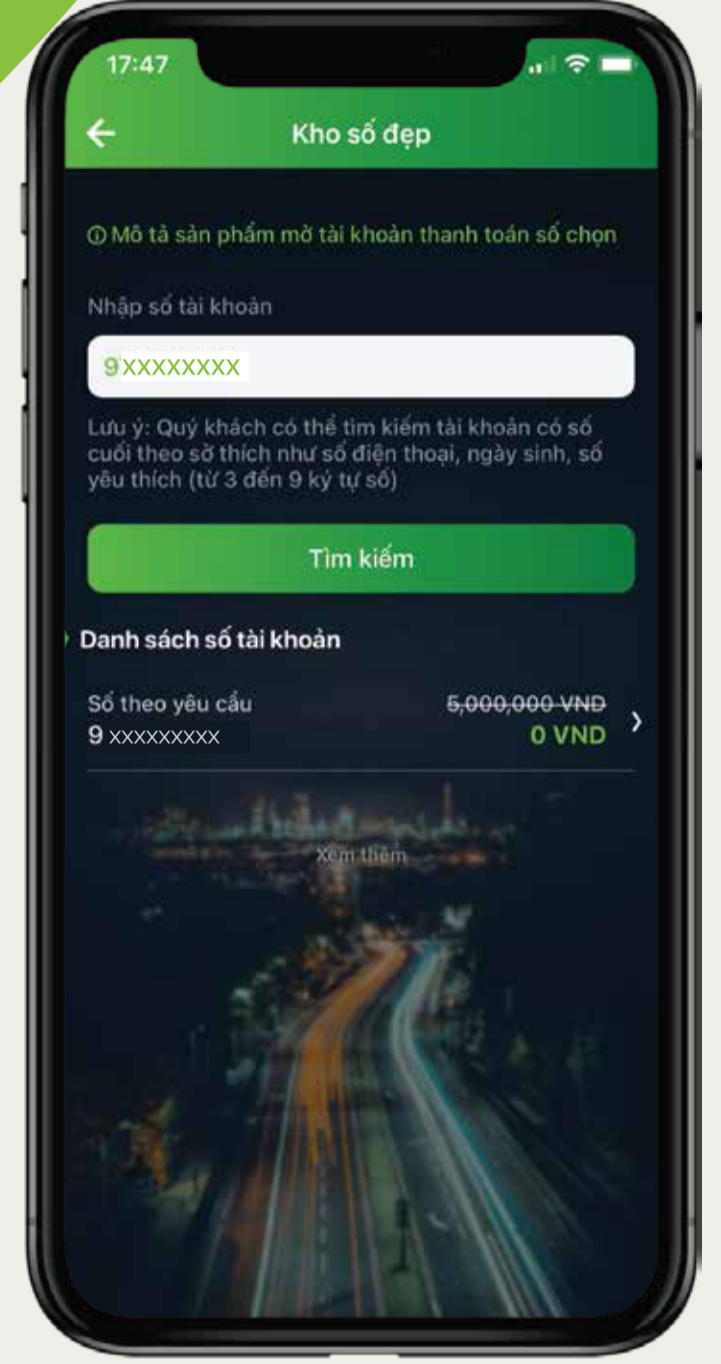 17:47
Kho số đẹp
Mô tả sản phẩm mở tài khoản thanh toán số chọn
Nhập số tài khoản
9xxxxxxxx
Lưu ý: Quý khách có thể tìm kiếm tài khoản có số
cuối theo sở thích như số điện thoại, ngày sinh, số
yêu thích (từ 3 đến 9 ký tự số)
Tìm kiếm
Danh sách số tài khoản
Số theo yêu cầu 5,000,000 VND
9 xxxxxxxxx 0 VND
Xem thêm